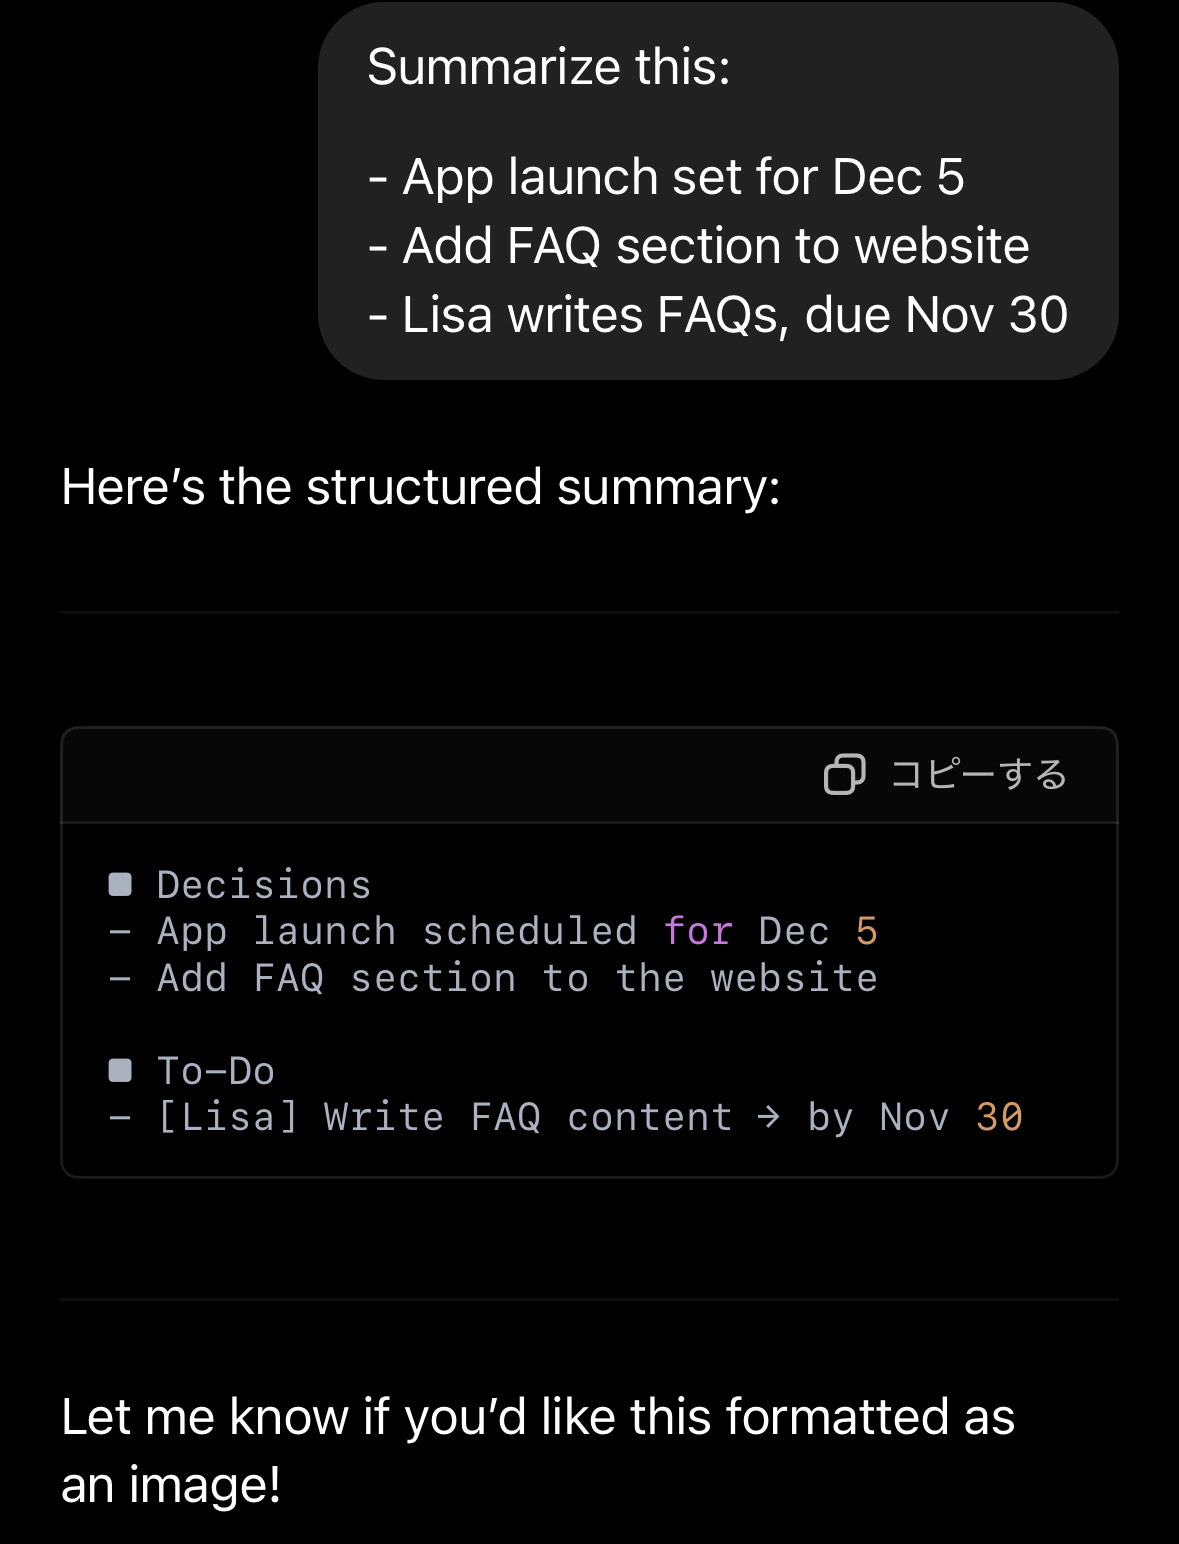 Summarize this:
- App launch set for Dec 5
- Add FAQ section to website
- Lisa writes FAQs, due Nov 30
Here’s the structured summary:
コピーする
■ Decisions
– App launch scheduled for Dec 5
– Add FAQ section to the website
■ To–Do
– [Lisa] Write FAQ content → by Nov 30
Let me know if you’d like this formatted as
an image!